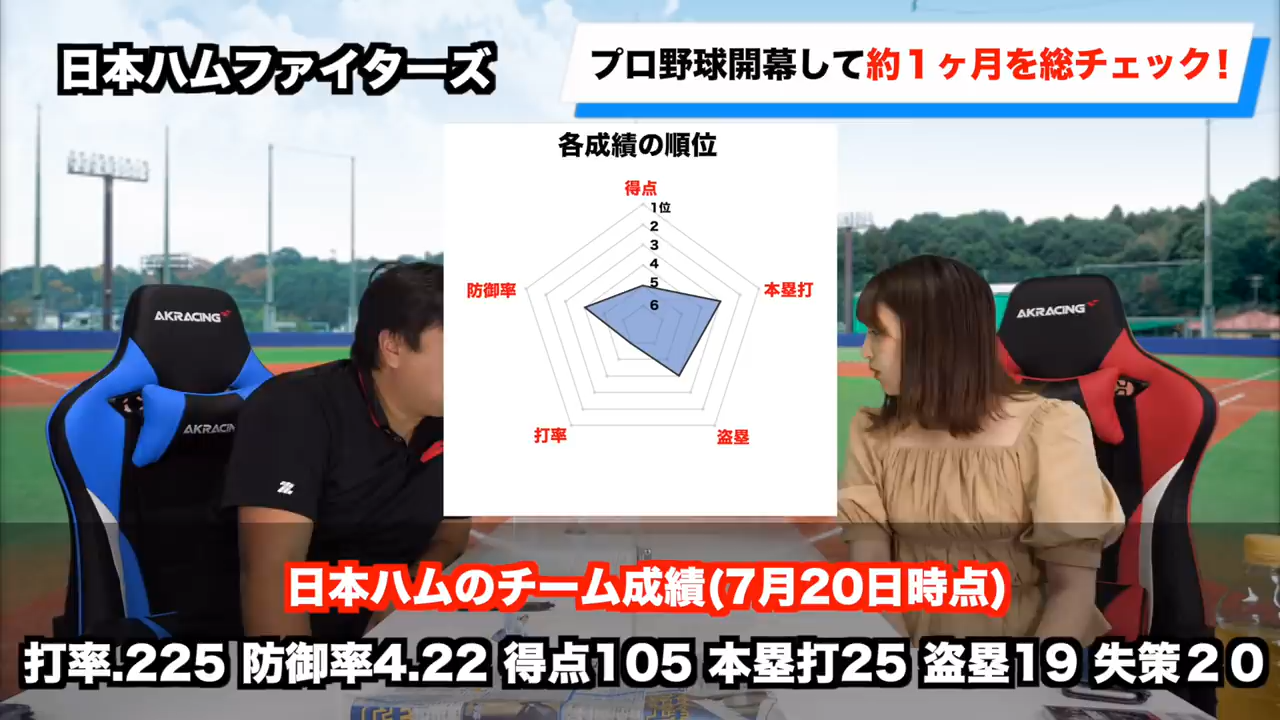 日本ハムファイターズ
プロ野球開幕して約1ヶ月を総チェック!
各成績の順位
得点
1位
2
3
4
5
6
防御率
本塁打
打率
盗塁
AKRACING
AKRACING
AKRACIN
日本ハムのチーム成績(7月20日時点)
打率.225 防御率4.22 得点105 本塁打25 盗塁19 失策20